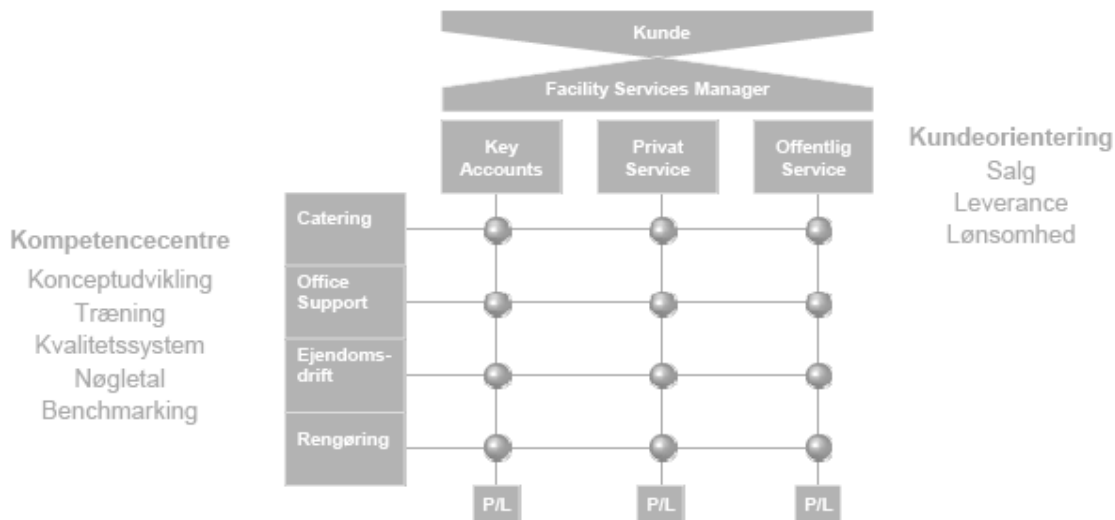 Kunde
Facility Services Manager
Key
Accounts
Privat
Service
Offentlig
Service
Kundeorientering
Salg
Leverance
Lønsomhed
Kompetencecentre
Konceptudvikling
Træning
Kvalitetssystem
Nøgletal
Benchmarking
Catering
Office
Support
Ejendoms-
drift
Rengøring
P/L
P/L
P/L